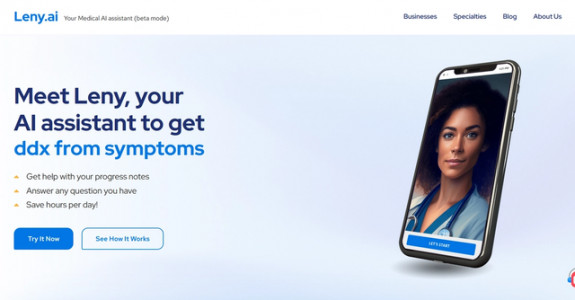 Leny.ai Your Medical AI assistant (beta mode)
Businesses Specialties Blog About Us
Meet Leny, your
AI assistant to get
ddx from symptoms
Get help with your progress notes
Answer any question you have
Save hours per day!
Try It Now See How It Works
LET'S START